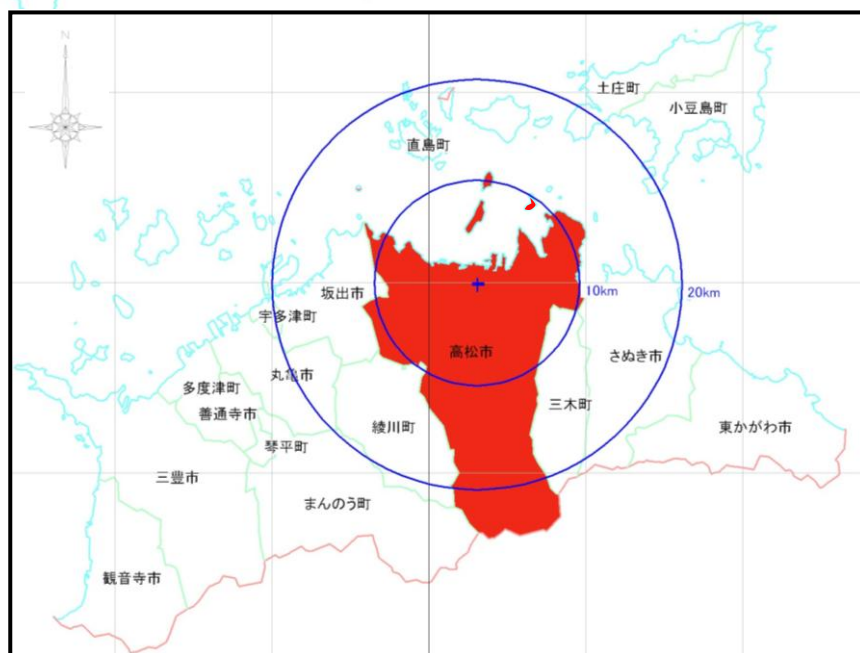 N
土庄町
小豆島町
直島町
坂出市
10km
20km
宇多津町
高松市
さぬき市
丸亀市
多度津町
三木町
善通寺市
綾川町
東かがわ市
琴平町
三豊市
まんのう町
観音寺市